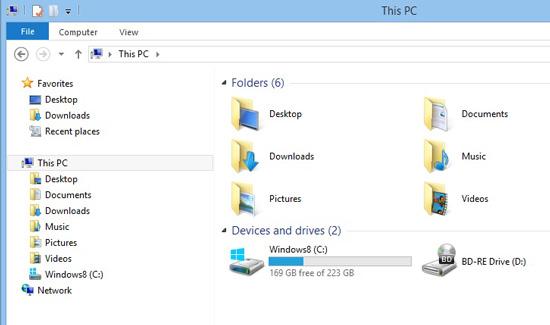 This PC
File Computer View
This PC
Favorites
Desktop
Downloads
Recent places
This PC
Desktop
Documents
Downloads
Music
Pictures
Videos
Windows8 (C:)
Network
Folders (6)
Desktop Documents
Downloads Music
Pictures Videos
Devices and drives (2)
Windows8 (C:)
169 GB free of 223 GB
BD BD-RE Drive (D:)